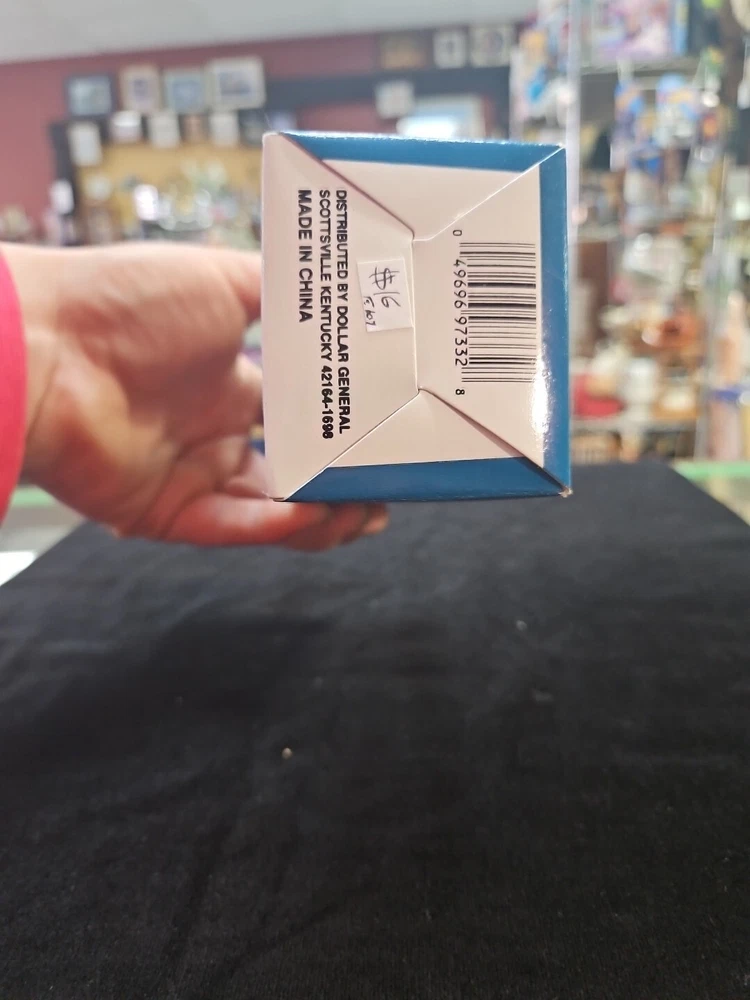 DISTRIBUTED BY DOLLAR GENERAL
SCOTTSVILLE KENTUCKY 42164-1698
MADE IN CHINA
$16
0 49696 97332 8